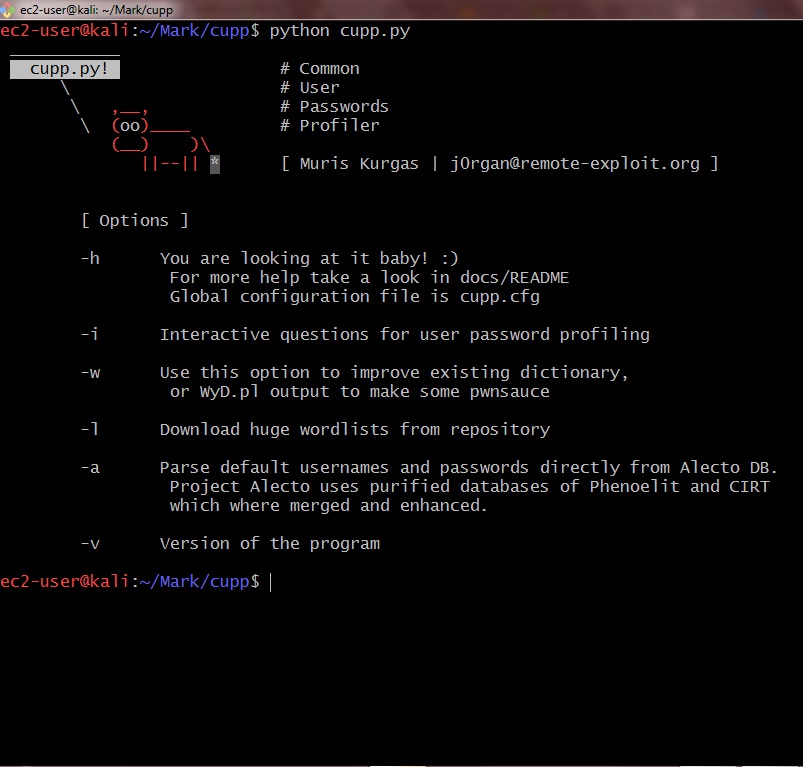 ec2-user@kali: ~/Mark/cupp
ec2-user@kali:~/Mark/cupp$ python cupp.py
cupp.py! # Common
\ # User
\ ,__, # Passwords
\ (oo)____ # Profiler
(__) )\
||--|| * [ Muris Kurgas | j0rgan@remote-exploit.org ]
[ Options ]
-h You are looking at it baby! :)
For more help take a look in docs/README
Global configuration file is cupp.cfg
-i Interactive questions for user password profiling
-w Use this option to improve existing dictionary,
or WyD.pl output to make some pwnsauce
-l Download huge wordlists from repository
-a Parse default usernames and passwords directly from Alecto DB.
Project Alecto uses purified databases of Phenoelit and CIRT
which where merged and enhanced.
-v Version of the program
ec2-user@kali:~/Mark/cupp$